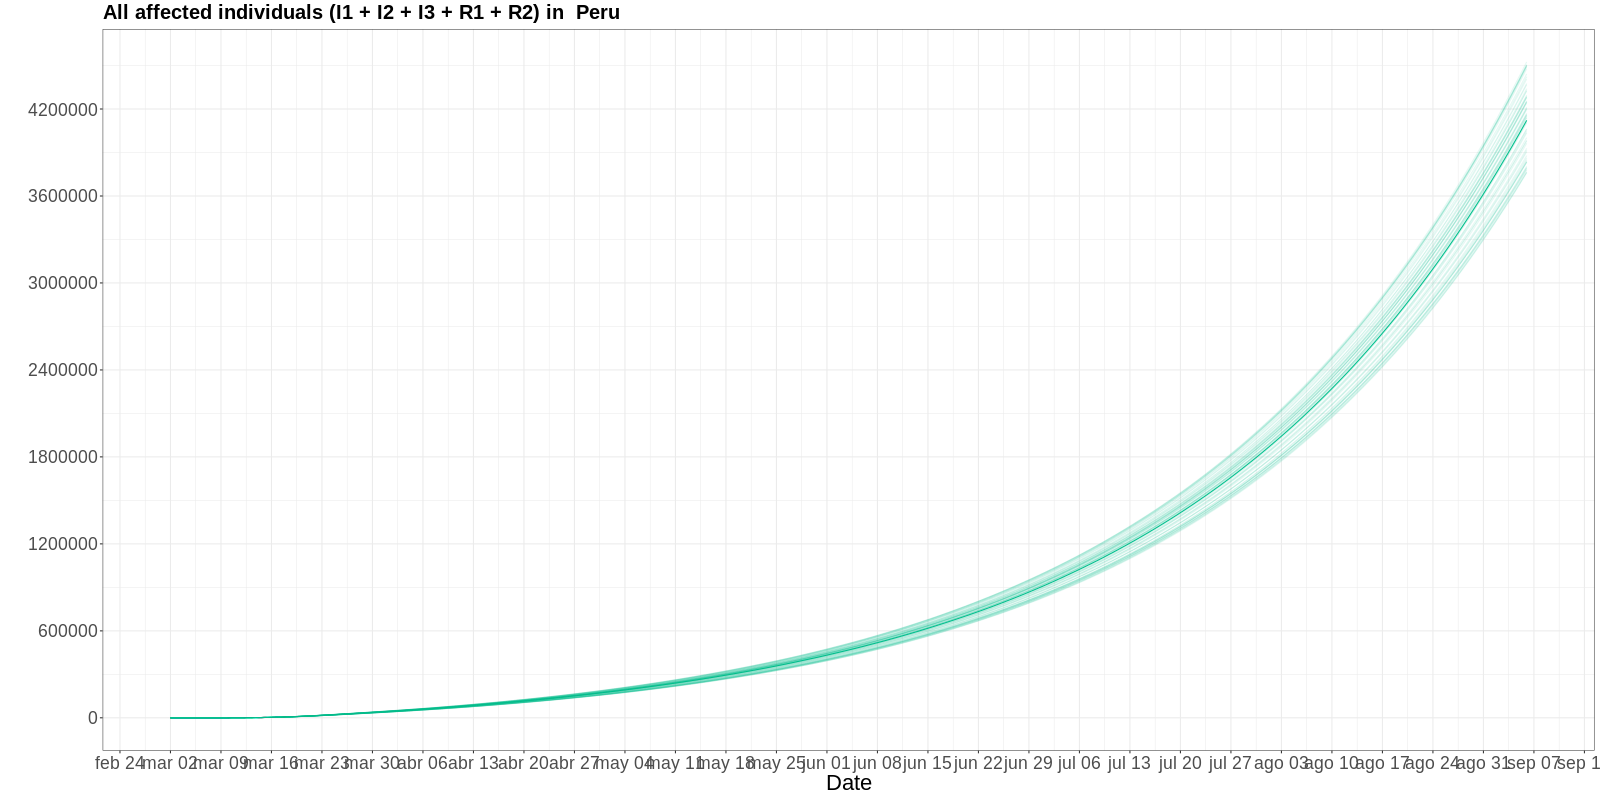 All affected individuals (I1 + I2 + I3 + R1 + R2) in  Peru
4200000
3600000
3000000
2400000
1800000
1200000
600000
0
feb 24 mar 02 mar 09 mar 16 mar 23 mar 30 abr 06 abr 13 abr 20 abr 27 may 04 may 11 may 18 may 25 jun 01 jun 08 jun 15 jun 22 jun 29 jul 06 jul 13 jul 20 jul 27 ago 03 ago 10 ago 17 ago 24 ago 31 sep 07 sep 1
Date